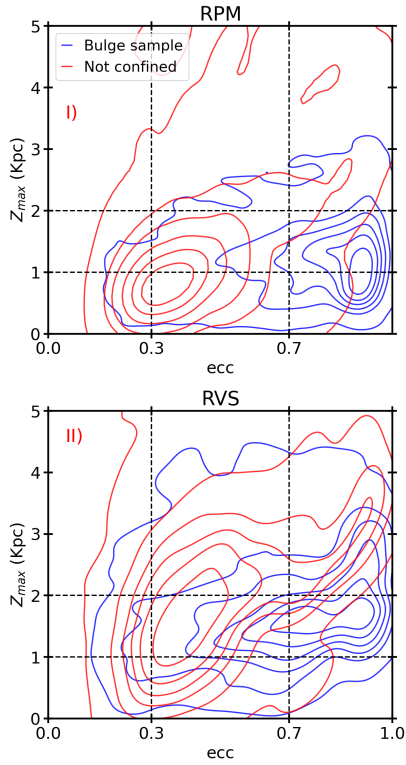 RPM
Bulge sample
Not confined
I)
5
4
3
2
1
0
Z_max (Kpc)
0.0 0.3 0.7
ecc
RVS
II)
5
4
3
2
1
0
Z_max (Kpc)
0.0 0.3 0.7 1.0
ecc